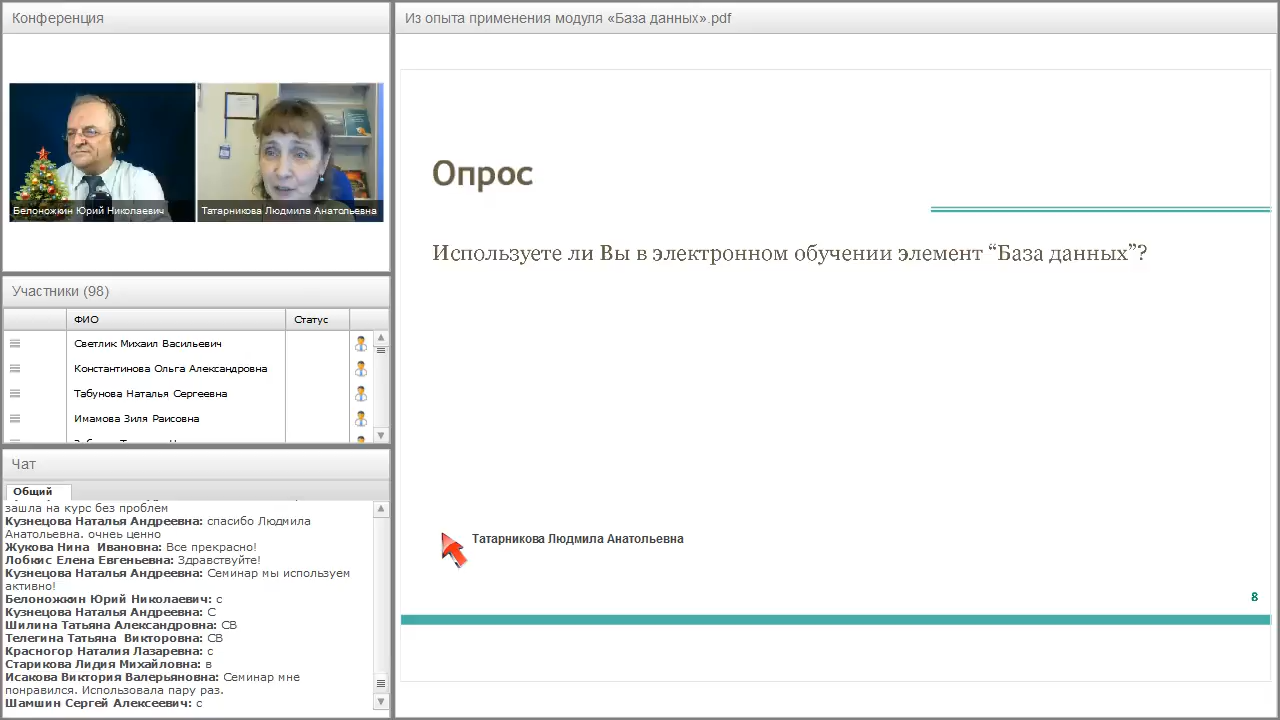 Конференция
Белоножкин Юрий Николаевич
Татарникова Людмила Анатольевна
Участники (98)
ФИО
Статус
Светлик Михаил Васильевич
Константинова Ольга Александровна
Табунова Наталья Сергеевна
Имамова Зиля Раисовна
Чат
Общий
зашла на курс без проблем
Кузнецова Наталья Андреевна: спасибо Людмила
Анатольевна. очнеь ценно
Жукова Нина Ивановна: Все прекрасно!
Лобкис Елена Евгеньевна: Здравствуйте!
Кузнецова Наталья Андреевна: Семинар мы используем
активно!
Белоножкин Юрий Николаевич: с
Кузнецова Наталья Андреевна: С
Шилина Татьяна Александровна: СВ
Телегина Татьяна Викторовна: СВ
Красногор Наталия Лазаревна: с
Старикова Лидия Михайловна: в
Исакова Виктория Валерьяновна: Семинар мне
понравился. Использовала пару раз.
Шамшин Сергей Алексеевич: с
Из опыта применения модуля «База данных».pdf
Опрос
Используете ли Вы в электронном обучении элемент “База данных”?
Татарникова Людмила Анатольевна
8